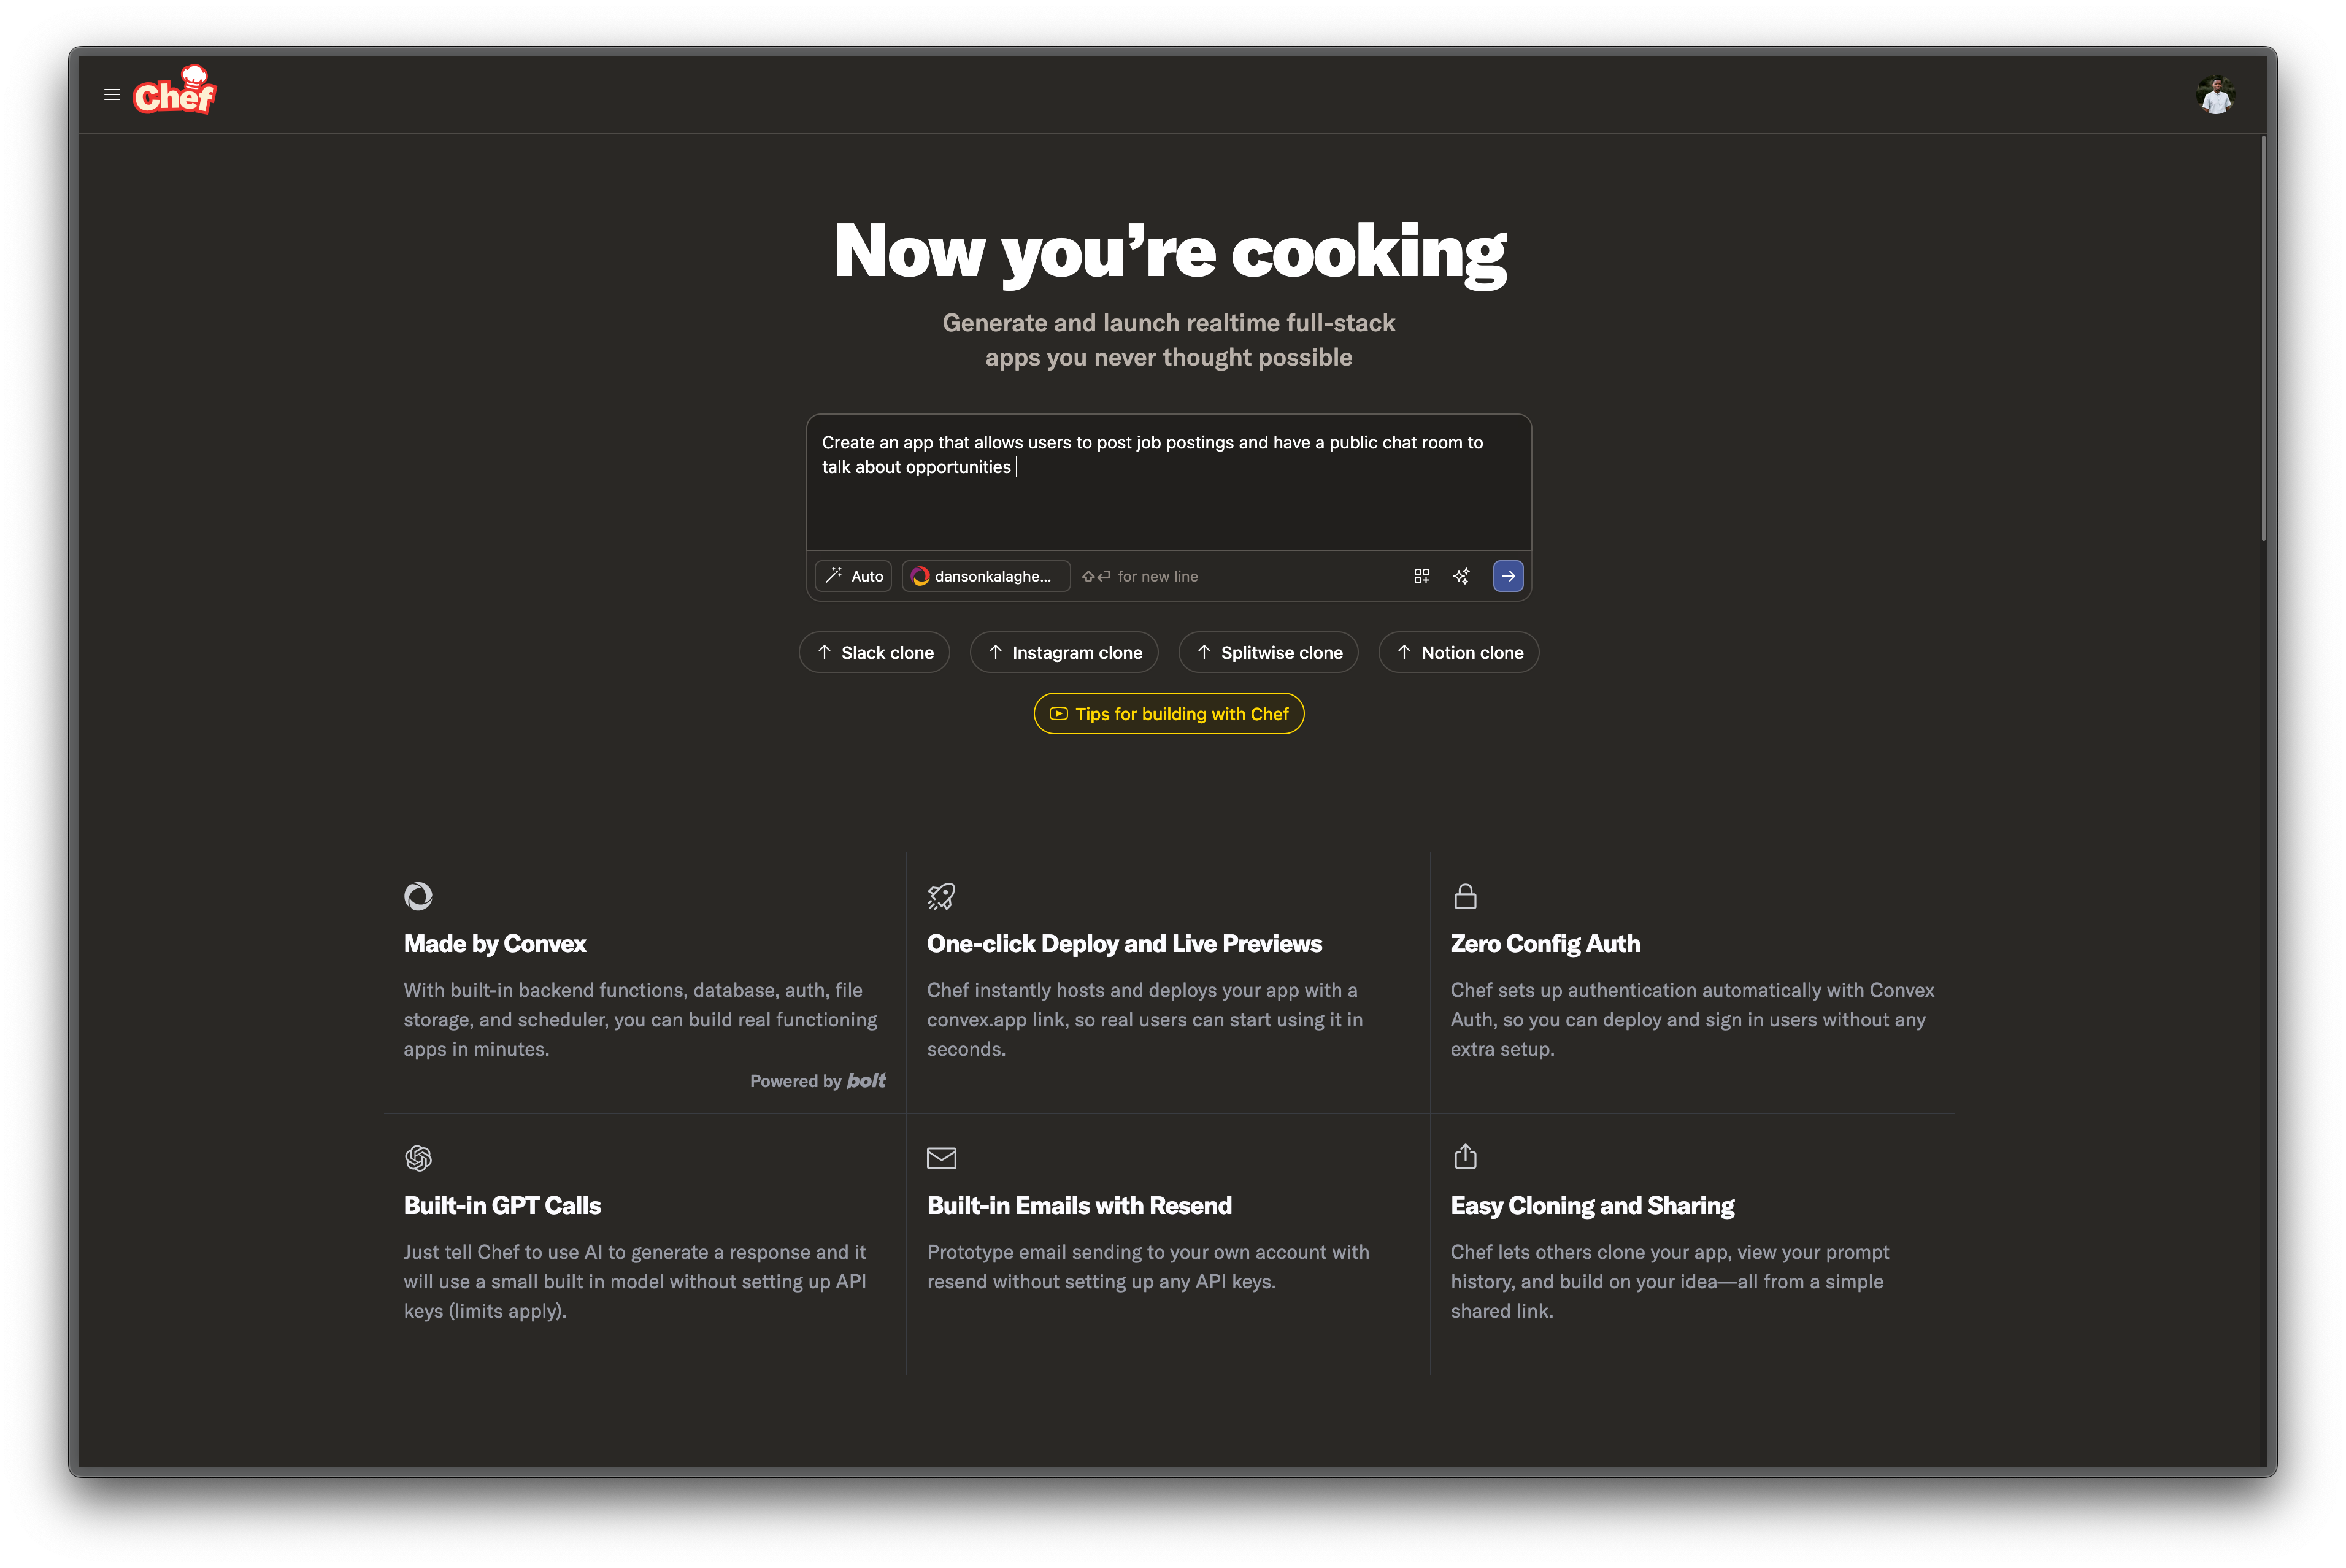 Chef
Now you’re cooking
Generate and launch realtime full-stack
apps you never thought possible
Create an app that allows users to post job postings and have a public chat room to
talk about opportunities
Auto
dansonkalaghe...
for new line
Slack clone
Instagram clone
Splitwise clone
Notion clone
Tips for building with Chef
Made by Convex
With built-in backend functions, database, auth, file
storage, and scheduler, you can build real functioning
apps in minutes.
Powered by bolt
One-click Deploy and Live Previews
Chef instantly hosts and deploys your app with a
convex.app link, so real users can start using it in
seconds.
Zero Config Auth
Chef sets up authentication automatically with Convex
Auth, so you can deploy and sign in users without any
extra setup.
Built-in GPT Calls
Just tell Chef to use AI to generate a response and it
will use a small built in model without setting up API
keys (limits apply).
Built-in Emails with Resend
Prototype email sending to your own account with
resend without setting up any API keys.
Easy Cloning and Sharing
Chef lets others clone your app, view your prompt
history, and build on your idea—all from a simple
shared link.